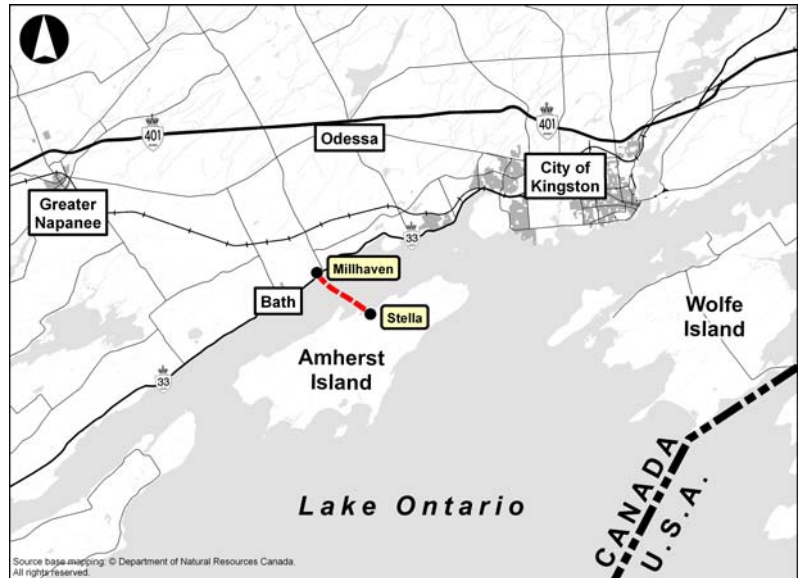 401
401
Odessa
City of
Kingston
Greater
Napanee
33
Millhaven
Bath
Stella
Wolfe
Island
Amherst
Island
33
Lake Ontario
CANADA
U.S.A.
Source base mapping: © Department of Natural Resources Canada.
All rights reserved.